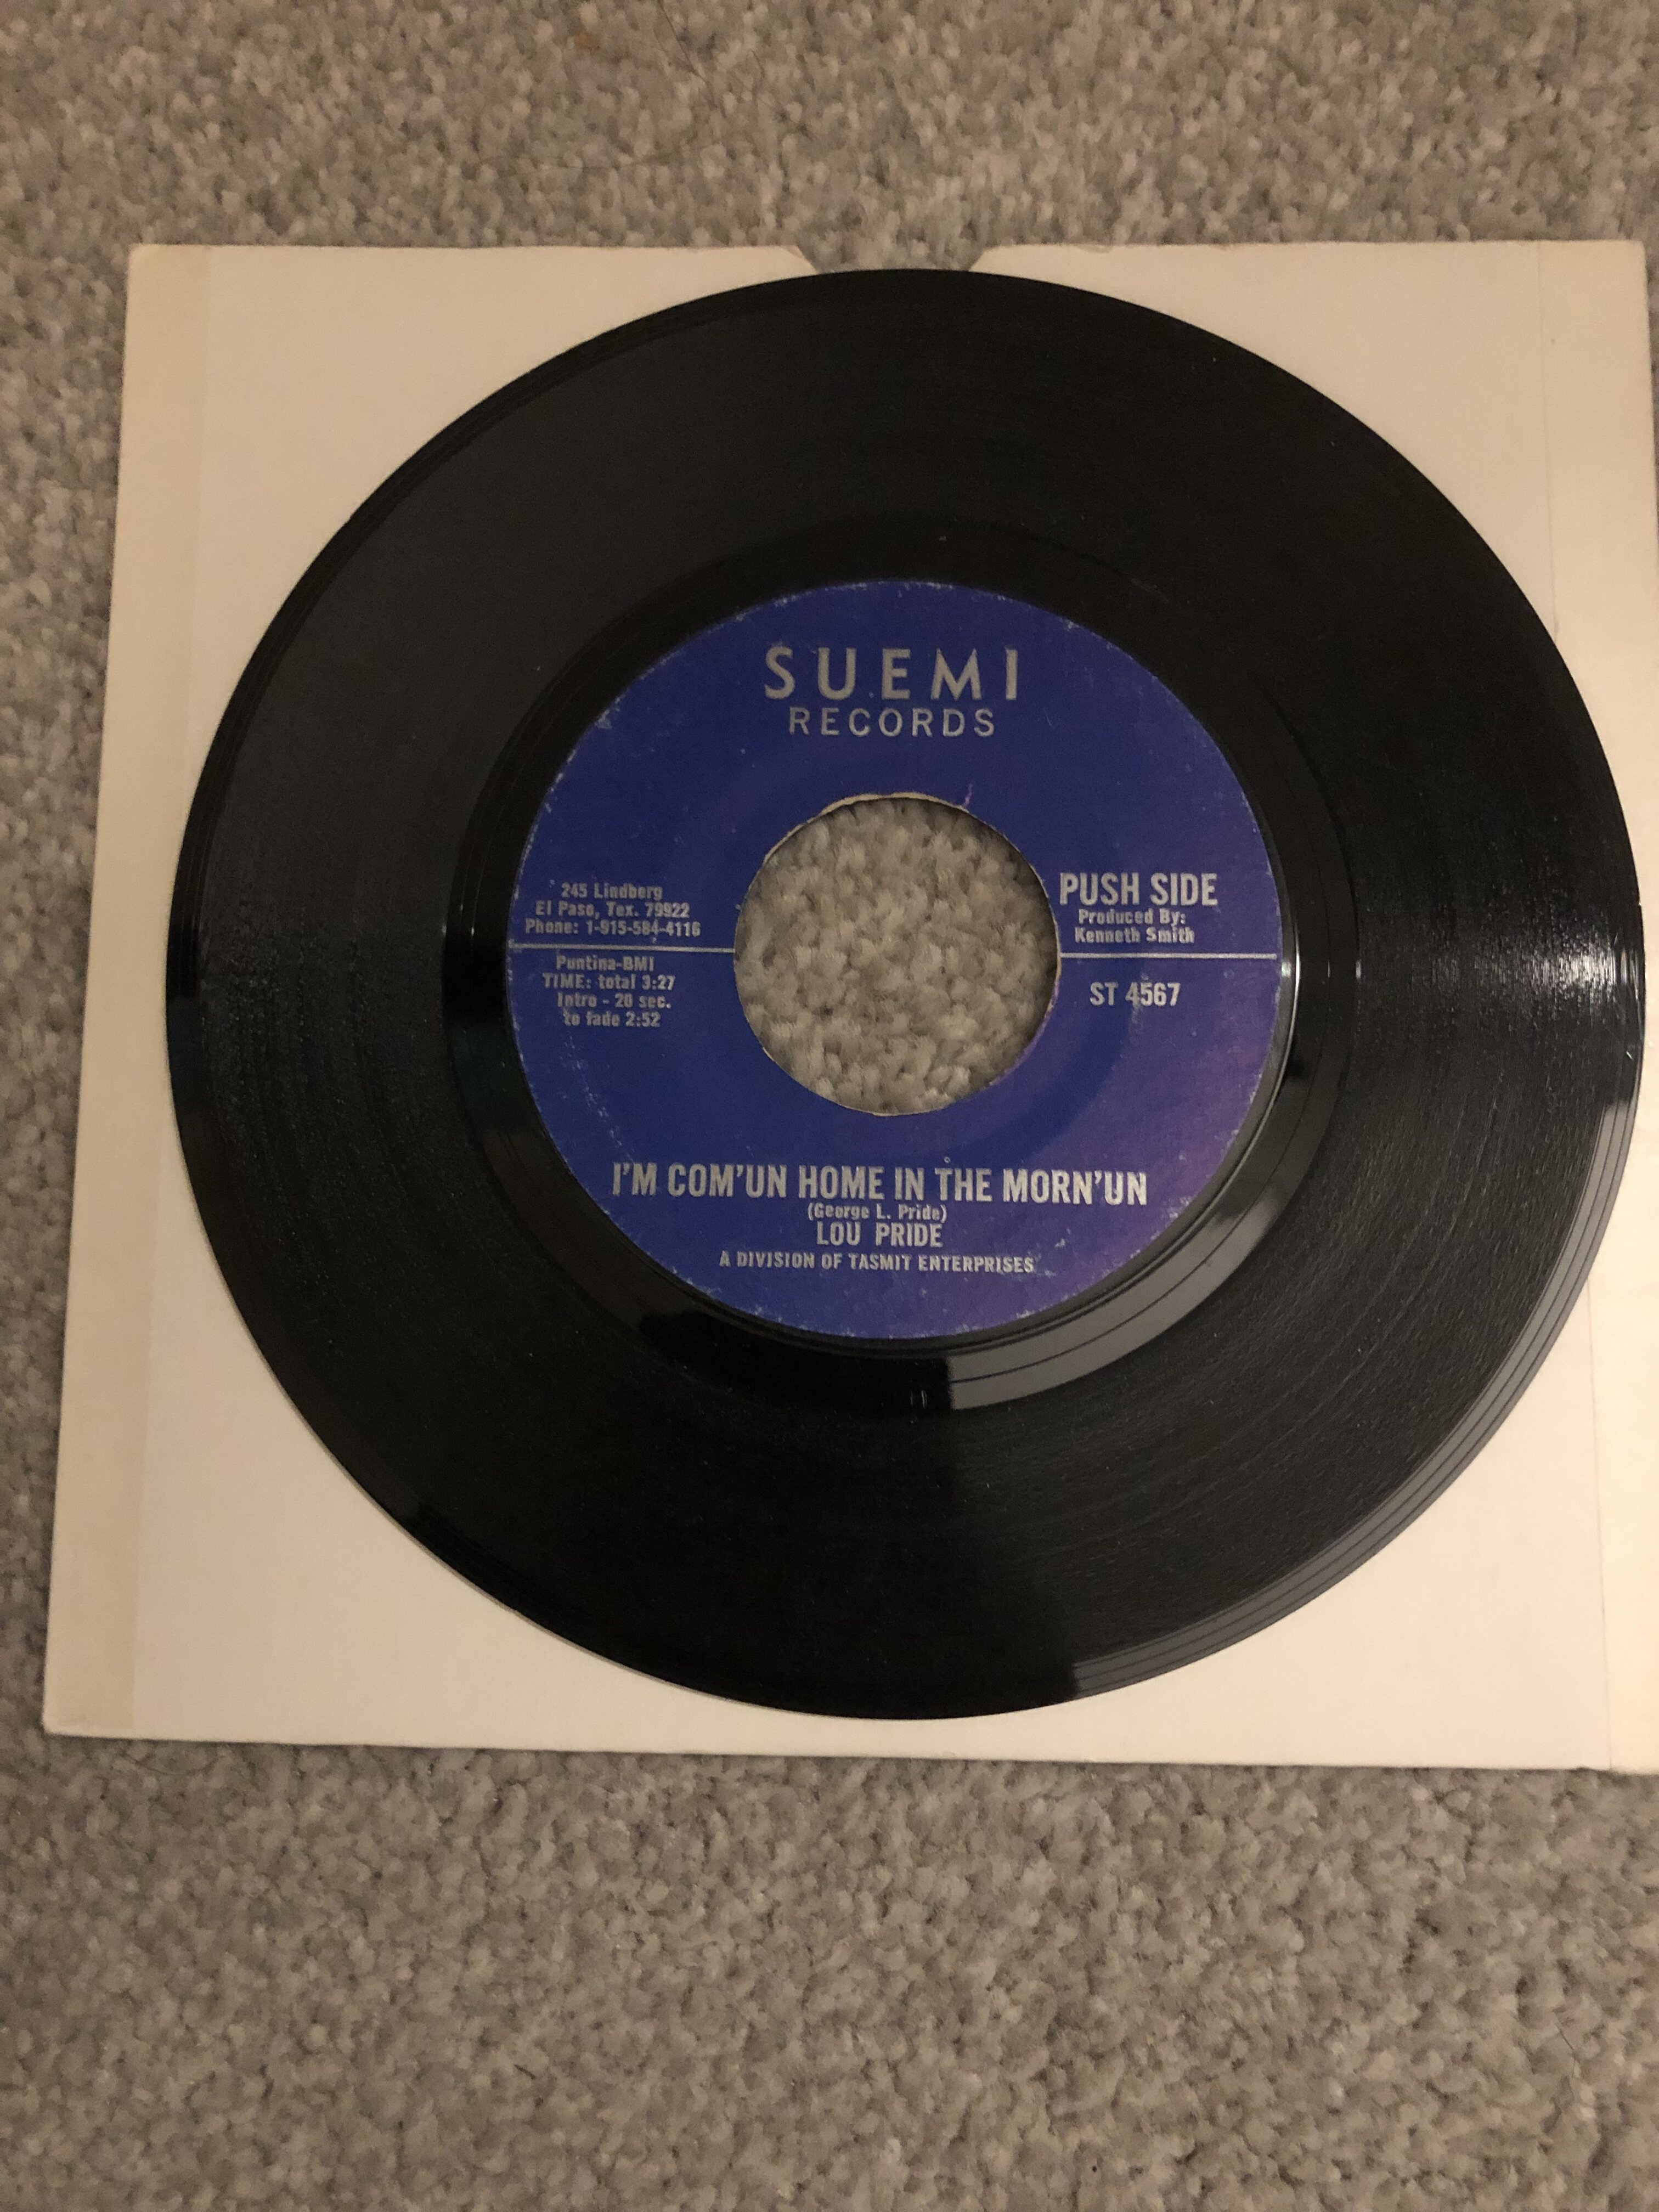 SUEMI
RECORDS
245 Lindberg
El Paso, Tex. 79922
Phone: 1-915-584-4116
Puntina-BMI
TIME: total 3:27
Intro - 20 sec.
to fade 2:52
PUSH SIDE
Produced By:
Kenneth Smith
ST 4567
I'M COM'UN HOME IN THE MORN'UN
(George L. Pride)
LOU PRIDE
A DIVISION OF TASMIT ENTERPRISES